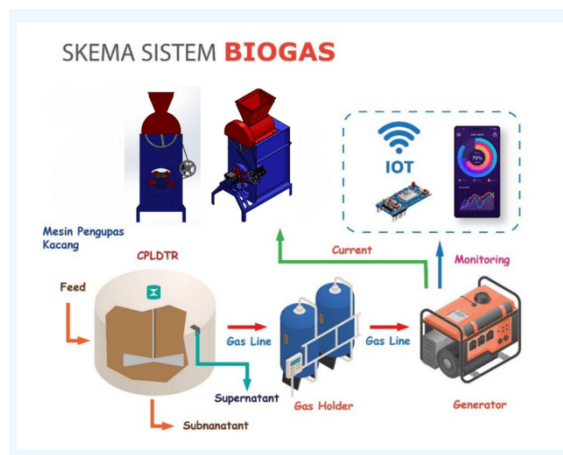 SKEMA SISTEM BIOGAS
IOT
Mesin Pengupas
Kacang
Current
Monitoring
CPLDTR
Feed
Gas Line
Gas Line
Supernatant
Gas Holder
Generator
Subnanatant